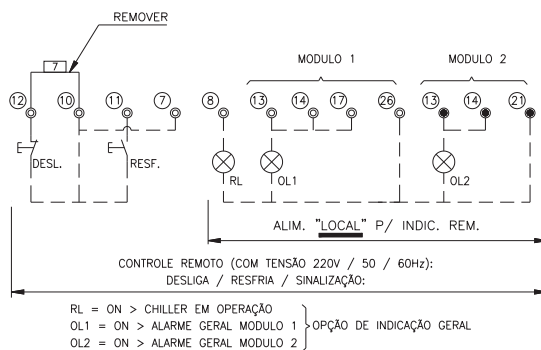 REMOVER
7
MODULO 1
MODULO 2
12 10 11 7 8 13 14 17 26 13 14 21
DESL.
RESF.
RL
OL1
OL2
ALIM. "LOCAL" P/ INDIC. REM.
CONTROLE REMOTO (COM TENSÃO 220V / 50 / 60Hz):
DESLIGA / RESFRIA / SINALIZAÇÃO:
RL = ON > CHILLER EM OPERAÇÃO
OL1 = ON > ALARME GERAL MODULO 1
OPÇÃO DE INDICAÇÃO GERAL
OL2 = ON > ALARME GERAL MODULO 2